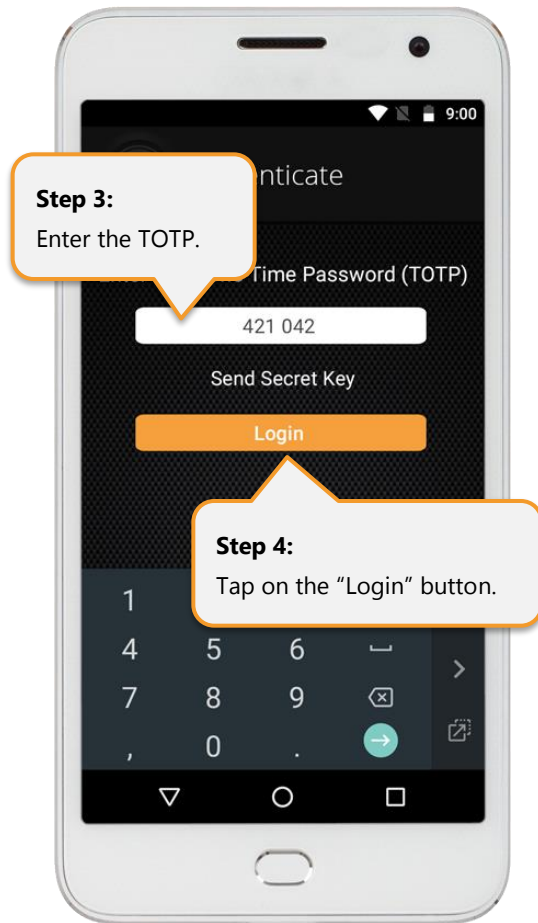 9:00
enticate
Step 3:
Enter the TOTP.
Time Password (TOTP)
421 042
Send Secret Key
Login
Step 4:
Tap on the “Login” button.
1
4 5 6
7 8 9
, 0 .